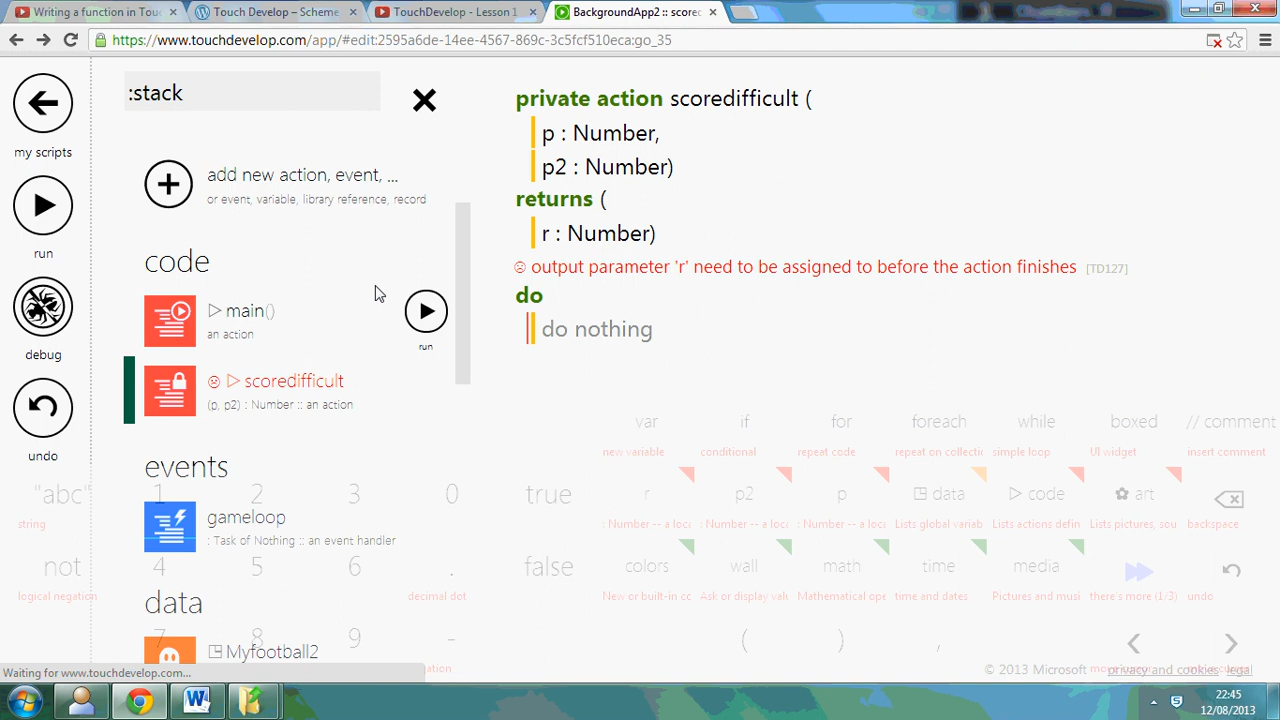 Writing a function in Touc
Touch Develop – Scheme
TouchDevelop - Lesson 1
BackgroundApp2 :: scored
https://www.touchdevelop.com/app/#edit:2595a6de-14ee-4567-869c-3c5fcf510eca:go_35
my scripts
run
debug
undo
:stack
add new action, event, ...
or event, variable, library reference, record
code
▷ main()
an action
run
☹ ▷ scoredifficult
(p, p2) : Number :: an action
events
gameloop
: Task of Nothing :: an event handler
data
Myfootball2
private action scoredifficult (
p : Number,
p2 : Number)
returns (
r : Number)
☹ output parameter 'r' need to be assigned to before the action finishes [TD127]
do
do nothing
var if for foreach while boxed // comment
new variable conditional repeat code repeat on collectic simple loop UI widget insert comment
"abc" 1 2 3 0 true r p2 p data ▷ code art
string : Number -- a loca : Number -- a loca : Number -- a loca Lists global variab Lists actions defin Lists pictures, sou backspace
not 4 5 6 . false colors wall math time media
logical negation decimal dot New or built-in cc Ask or display valu Mathematical ope time and dates Pictures and musi there's more (1/3) undo
7 8 9 - ( ) ,
© 2013 Microsoft privacy and cookies legal
Waiting for www.touchdevelop.com...
22:45
12/08/2013